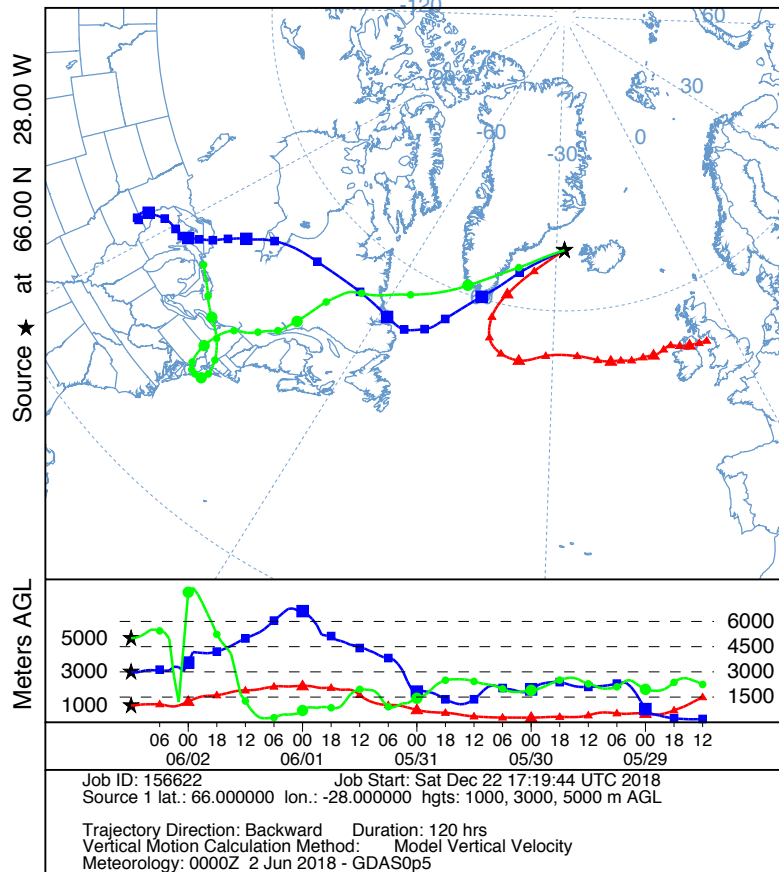 -120
60
30
-60
0
-30
Source ★ at 66.00 N 28.00 W
Meters AGL
6000
5000
4500
3000
3000
1500
1000
06 00 18 12 06 00 18 12 06 00 18 12 06 00 18 12 06 00 18 12
06/02 06/01 05/31 05/30 05/29
Job ID: 156622 Job Start: Sat Dec 22 17:19:44 UTC 2018
Source 1 lat.: 66.000000 lon.: -28.000000 hgts: 1000, 3000, 5000 m AGL
Trajectory Direction: Backward Duration: 120 hrs
Vertical Motion Calculation Method: Model Vertical Velocity
Meteorology: 0000Z 2 Jun 2018 - GDAS0p5